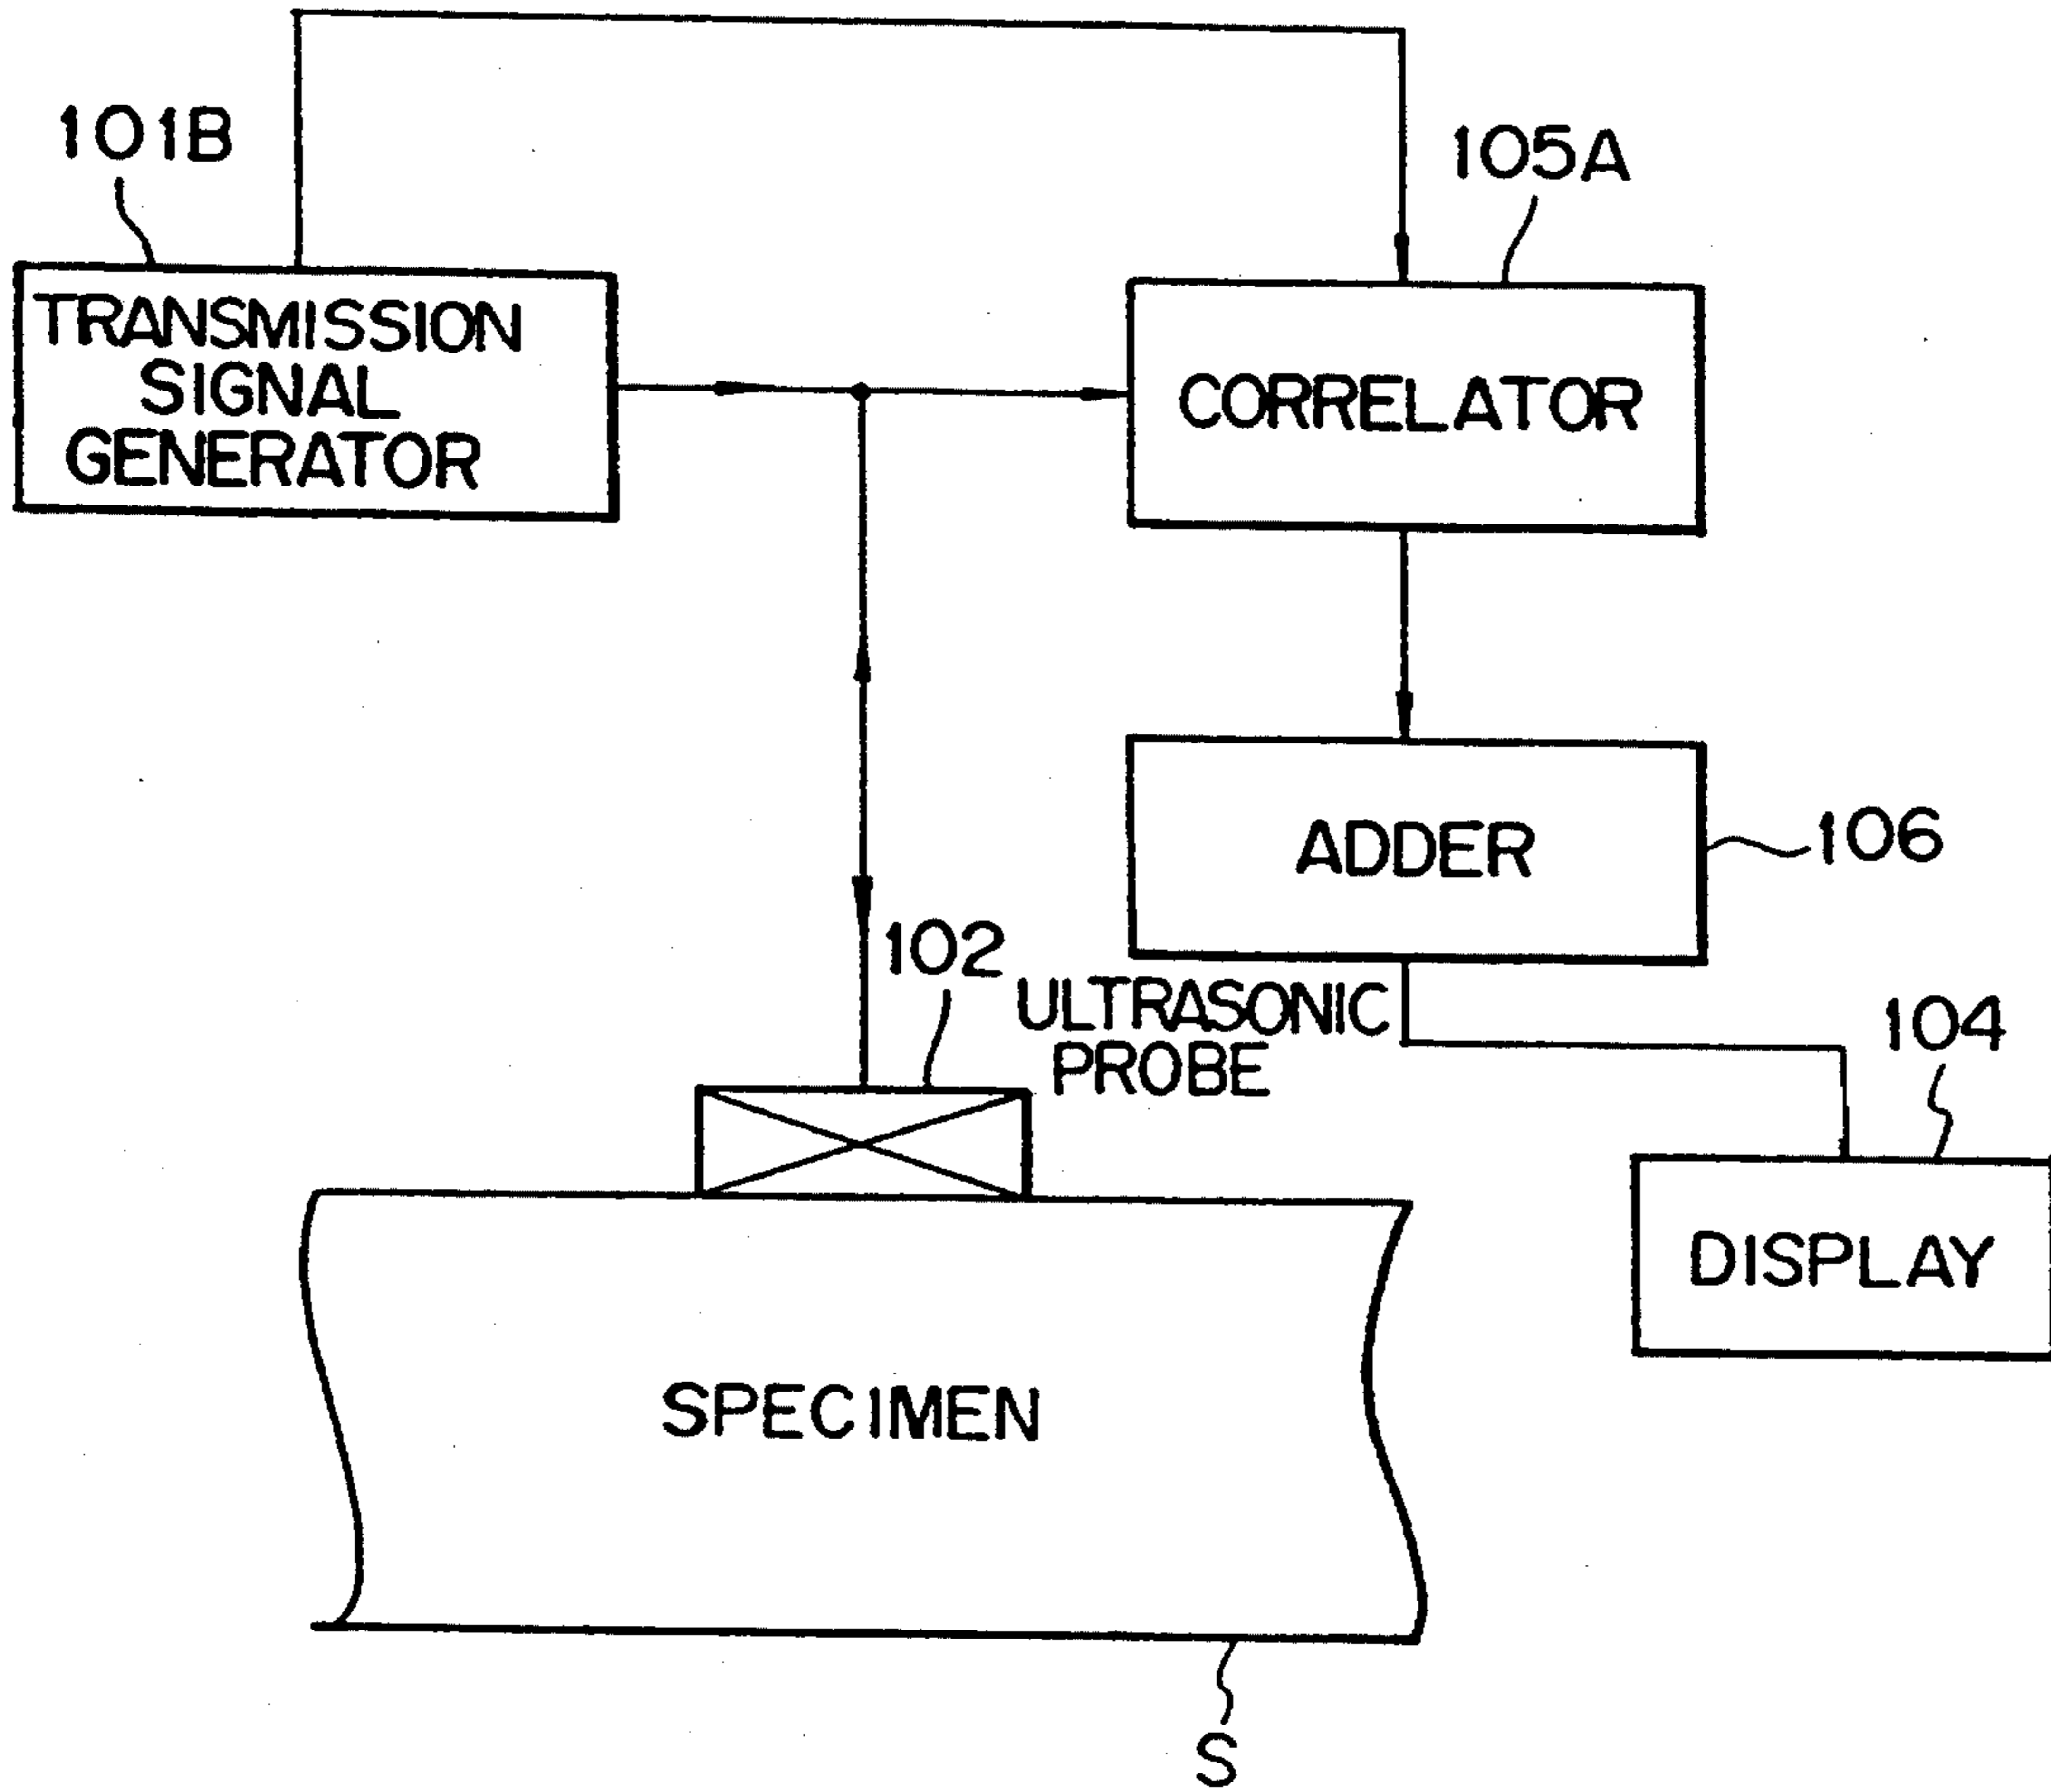 101B
105A
TRANSMISSION
SIGNAL
GENERATOR
CORRELATOR
ADDER
106
102
ULTRASONIC
PROBE
104
DISPLAY
SPECIMEN
S